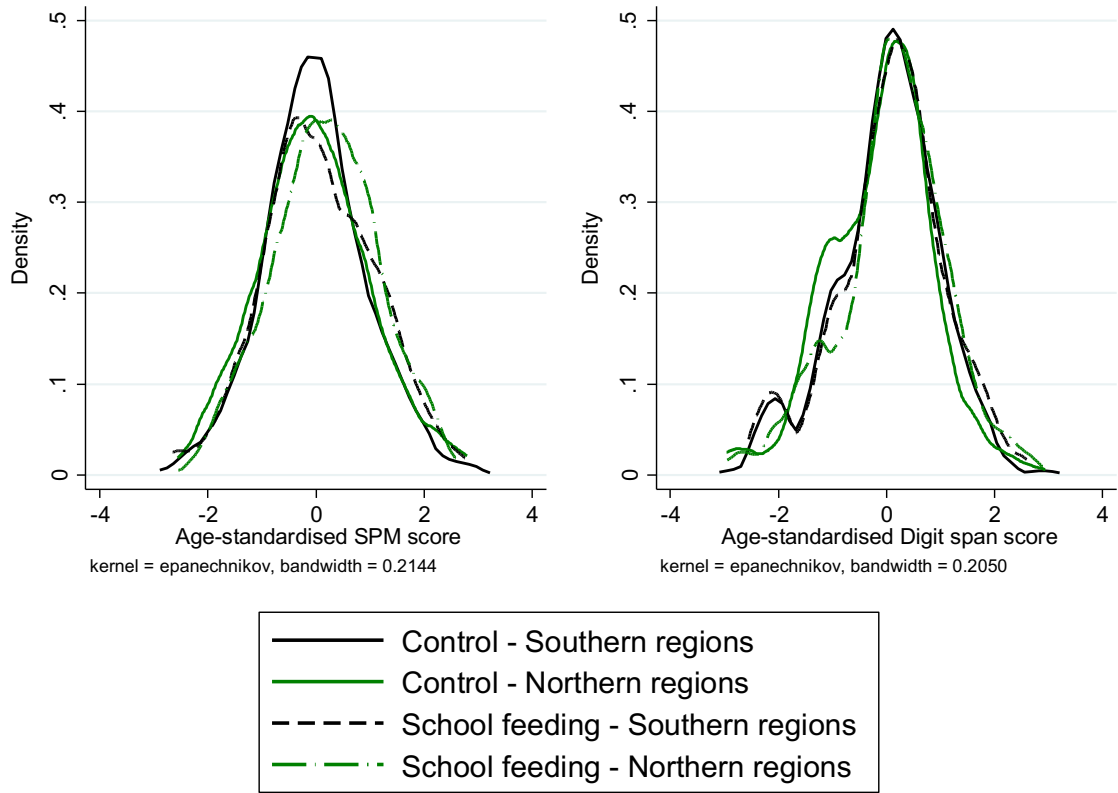 Density
.5
.4
.3
.2
.1
0
-4 -2 0 2 4
Age-standardised SPM score
kernel = epanechnikov, bandwidth = 0.2144
Density
.5
.4
.3
.2
.1
0
-4 -2 0 2 4
Age-standardised Digit span score
kernel = epanechnikov, bandwidth = 0.2050
Control - Southern regions
Control - Northern regions
School feeding - Southern regions
School feeding - Northern regions